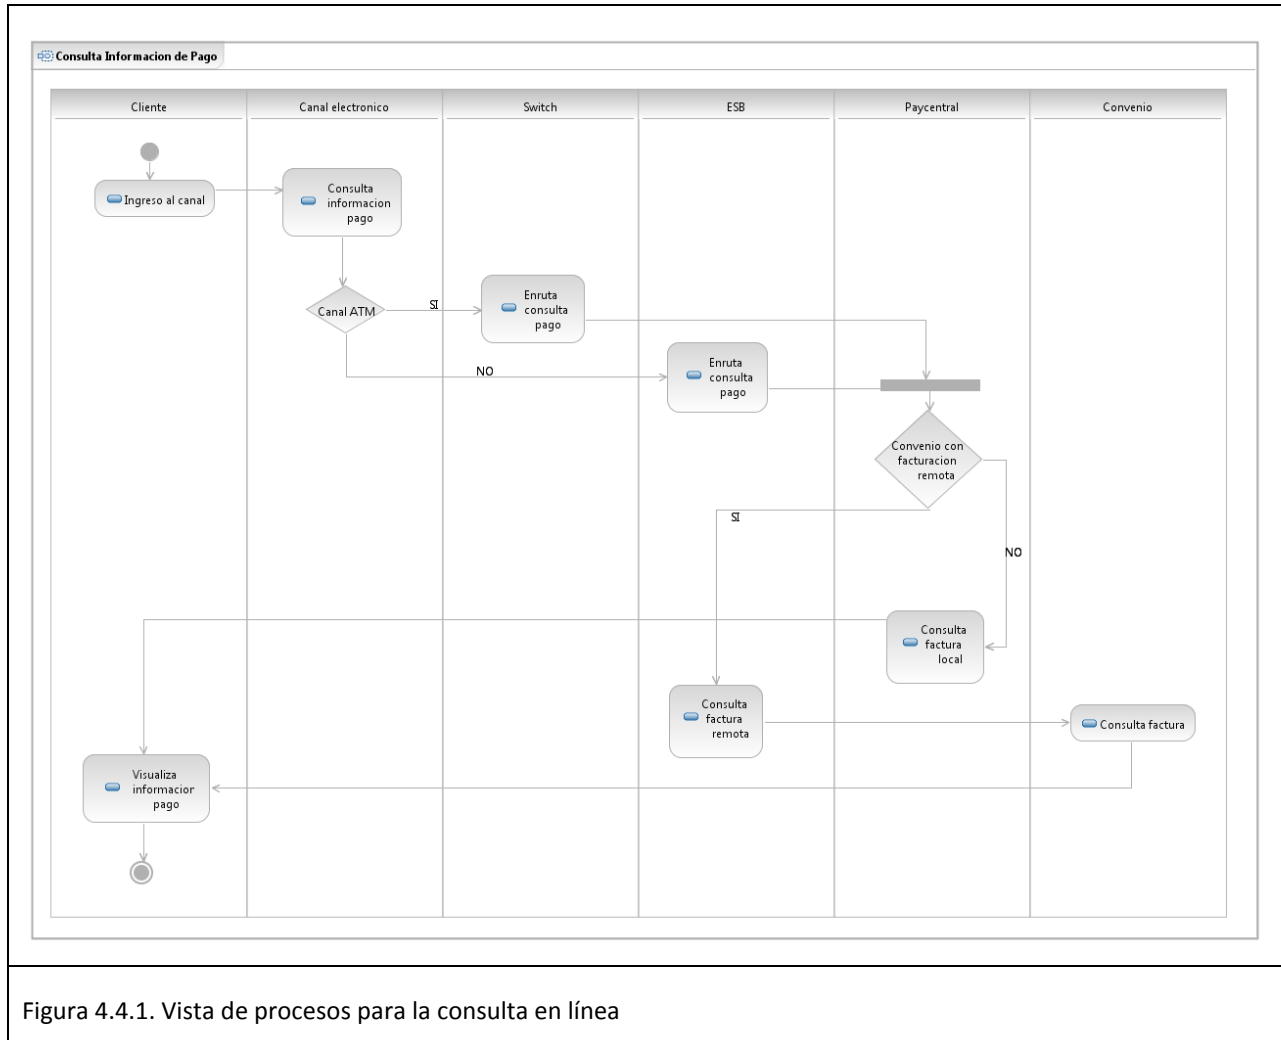 Consulta Informacion de Pago
Cliente
Canal electronico
Switch
ESB
Paycentral
Convenio
Ingreso al canal
Consulta
informacion
pago
Canal ATM
SI
Enruta
consulta
pago
NO
Enruta
consulta
pago
Convenio con
facturacion
remota
SI
NO
Consulta
factura
local
Consulta
factura
remota
Consulta factura
Visualiza
informacior
pago
Figura 4.4.1. Vista de procesos para la consulta en línea